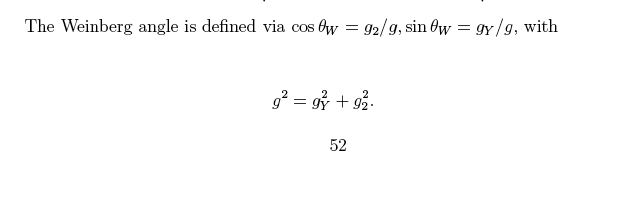 The Weinberg angle is defined via cos θ_W = g_2/g, sin θ_W = g_Y/g, with
g^2 = g_Y^2 + g_2^2.
52